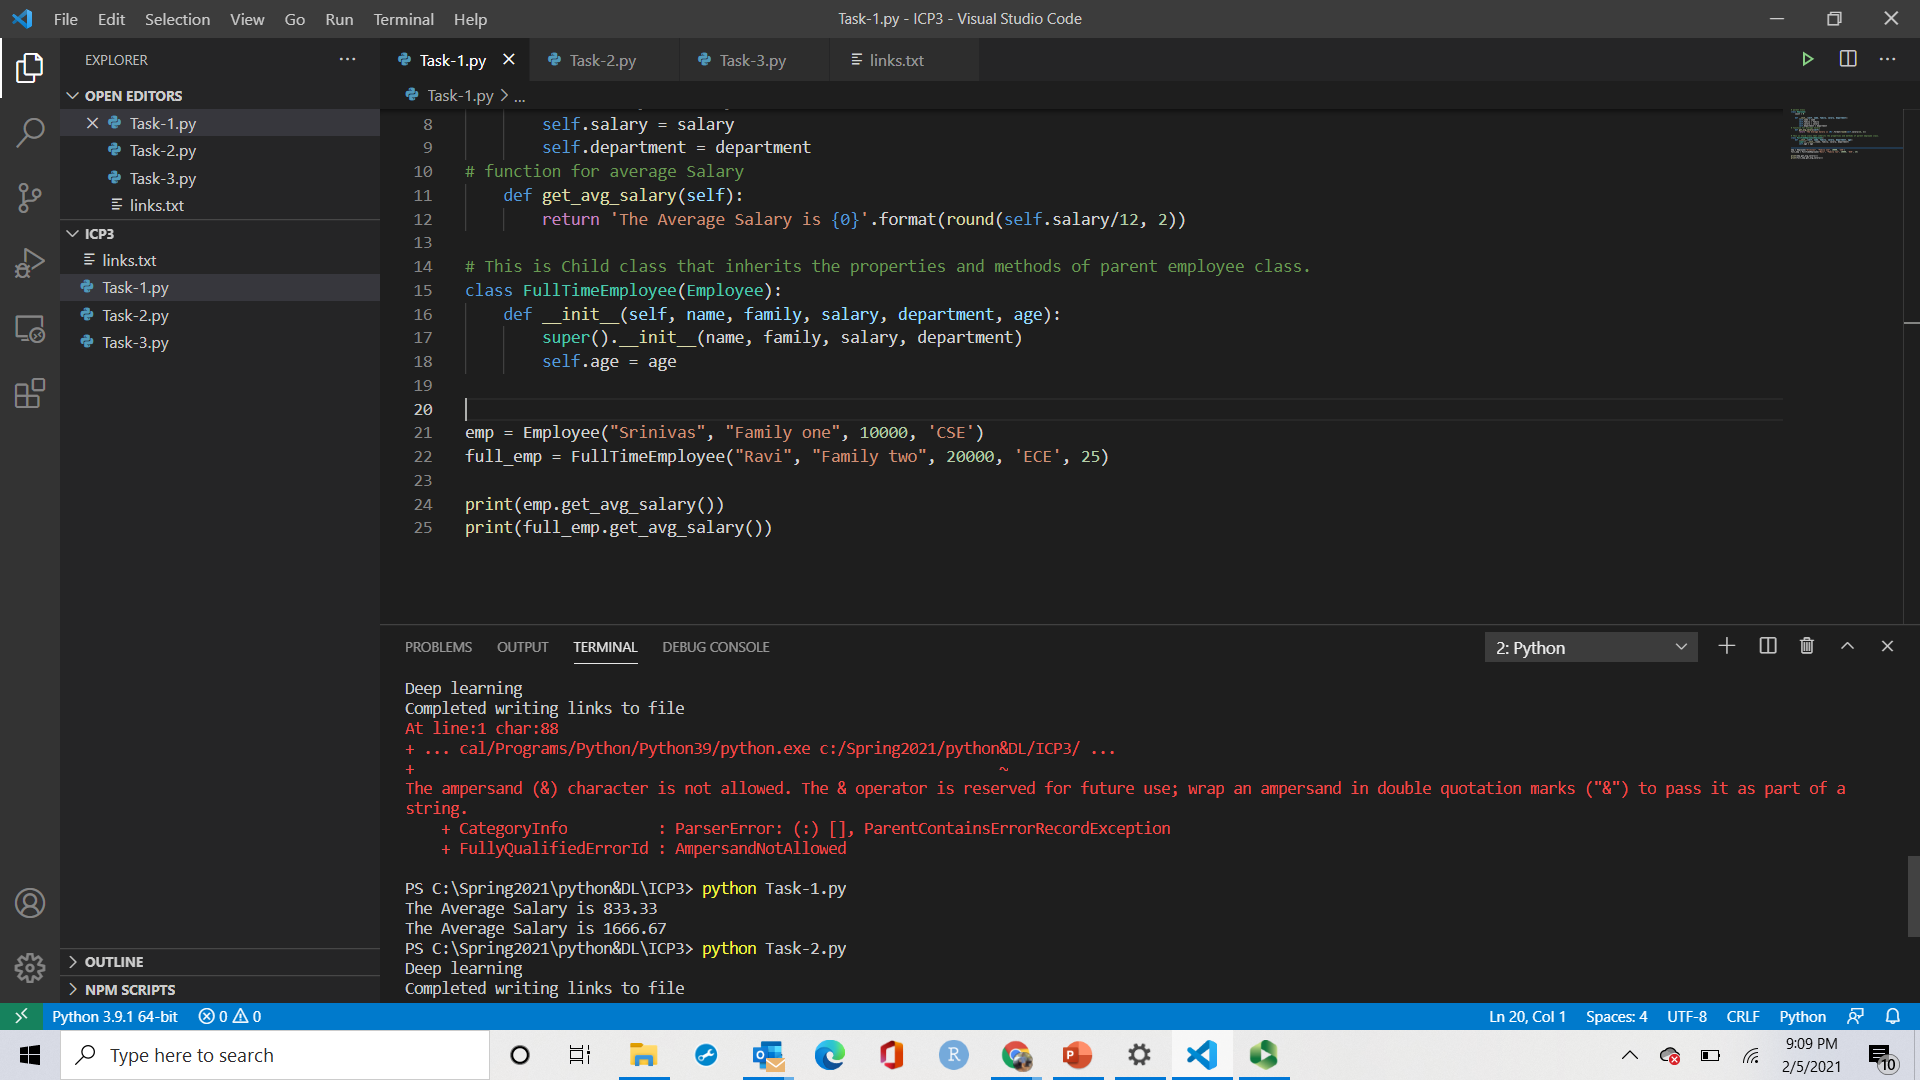 File Edit Selection View Go Run Terminal Help
Task-1.py - ICP3 - Visual Studio Code
EXPLORER
OPEN EDITORS
Task-1.py
Task-2.py
Task-3.py
links.txt
ICP3
links.txt
Task-1.py
Task-2.py
Task-3.py
OUTLINE
NPM SCRIPTS
Task-1.py Task-2.py Task-3.py links.txt
Task-1.py > ...
8 self.salary = salary
9 self.department = department
10 # function for average Salary
11 def get_avg_salary(self):
12 return 'The Average Salary is {0}'.format(round(self.salary/12, 2))
13
14 # This is Child class that inherits the properties and methods of parent employee class.
15 class FullTimeEmployee(Employee):
16 def __init__(self, name, family, salary, department, age):
17 super().__init__(name, family, salary, department)
18 self.age = age
19
20
21 emp = Employee("Srinivas", "Family one", 10000, 'CSE')
22 full_emp = FullTimeEmployee("Ravi", "Family two", 20000, 'ECE', 25)
23
24 print(emp.get_avg_salary())
25 print(full_emp.get_avg_salary())
PROBLEMS OUTPUT TERMINAL DEBUG CONSOLE
2: Python
Deep learning
Completed writing links to file
At line:1 char:88
+ ... cal/Programs/Python/Python39/python.exe c:/Spring2021/python&DL/ICP3/ ...
+ ~
The ampersand (&) character is not allowed. The & operator is reserved for future use; wrap an ampersand in double quotation marks ("&") to pass it as part of a
string.
+ CategoryInfo : ParserError: (:) [], ParentContainsErrorRecordException
+ FullyQualifiedErrorId : AmpersandNotAllowed
PS C:\Spring2021\python&DL\ICP3> python Task-1.py
The Average Salary is 833.33
The Average Salary is 1666.67
PS C:\Spring2021\python&DL\ICP3> python Task-2.py
Deep learning
Completed writing links to file
Python 3.9.1 64-bit 0 0
Ln 20, Col 1 Spaces: 4 UTF-8 CRLF Python
Type here to search
9:09 PM
2/5/2021
10